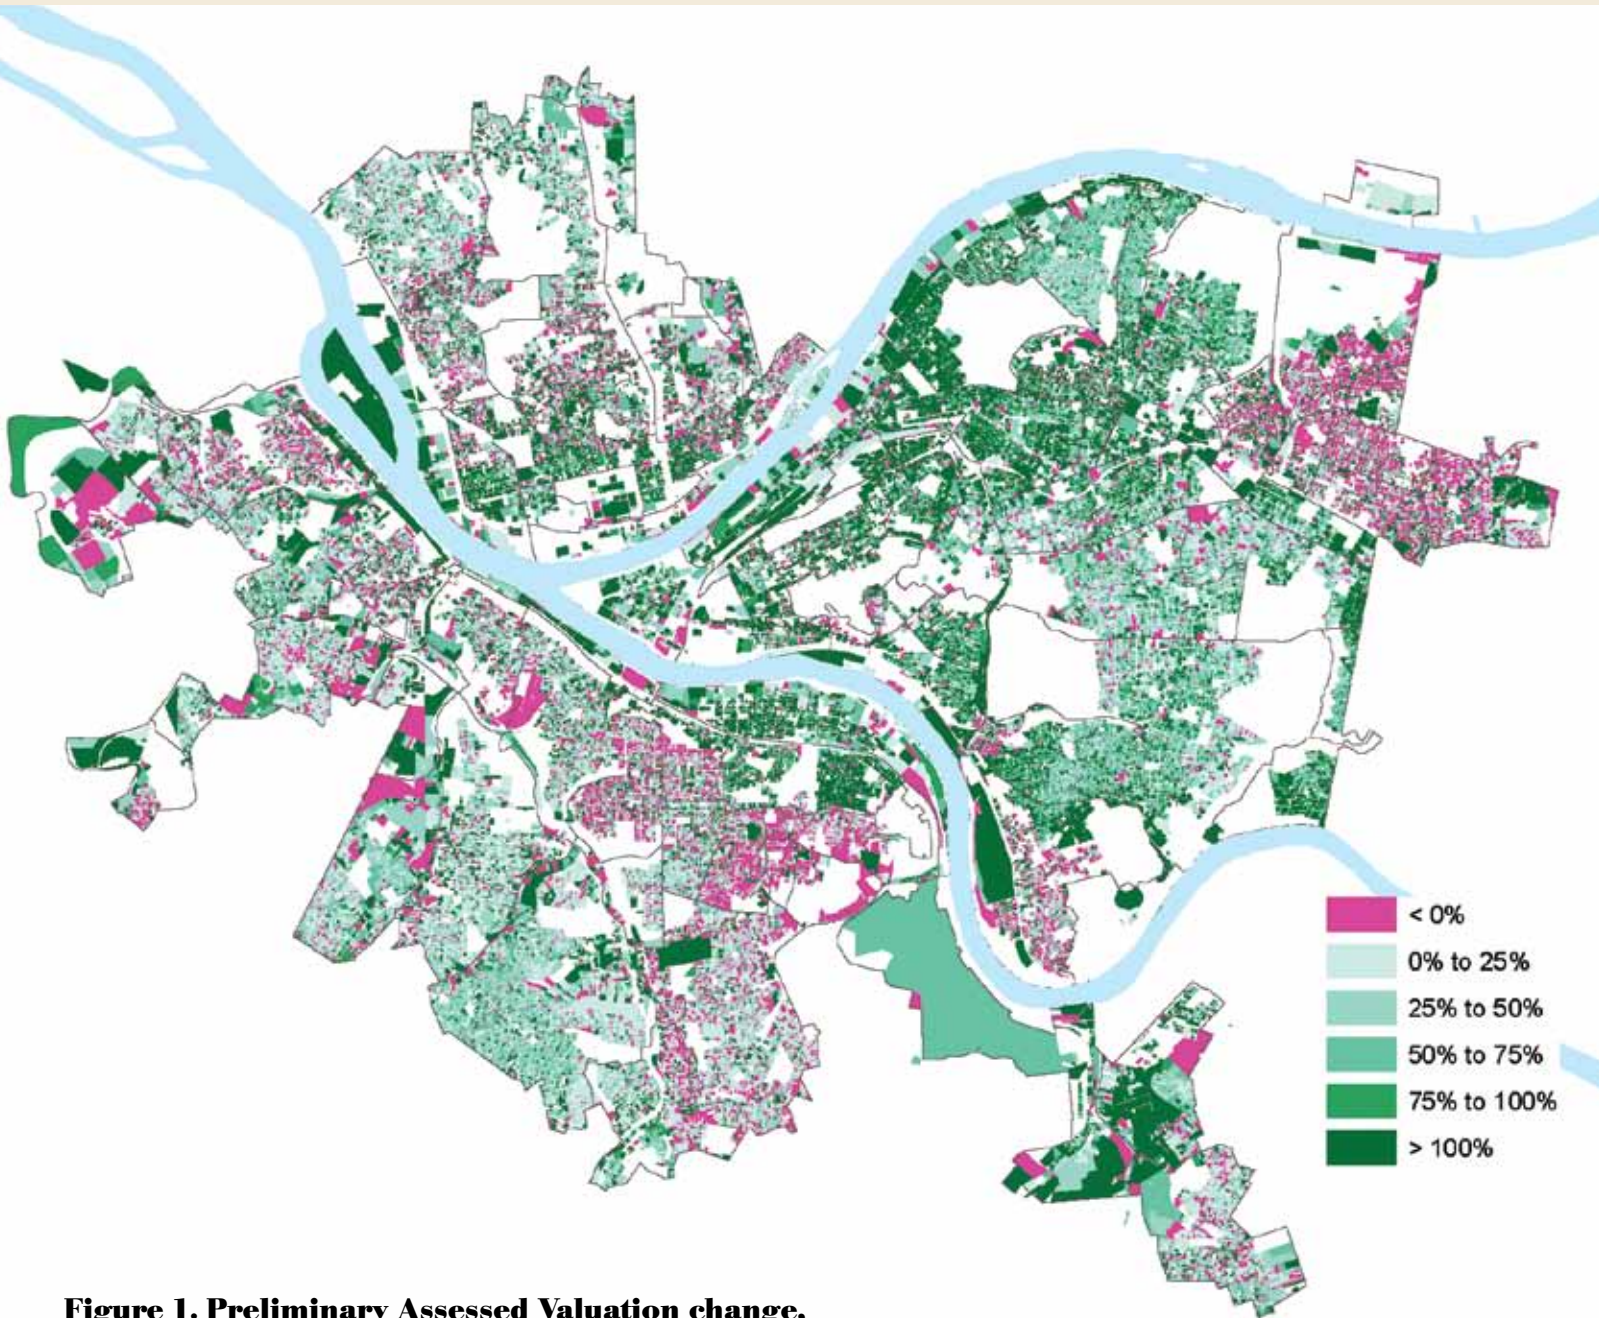 < 0%
0% to 25%
25% to 50%
50% to 75%
75% to 100%
> 100%
Figure 1. Preliminary Assessed Valuation change.